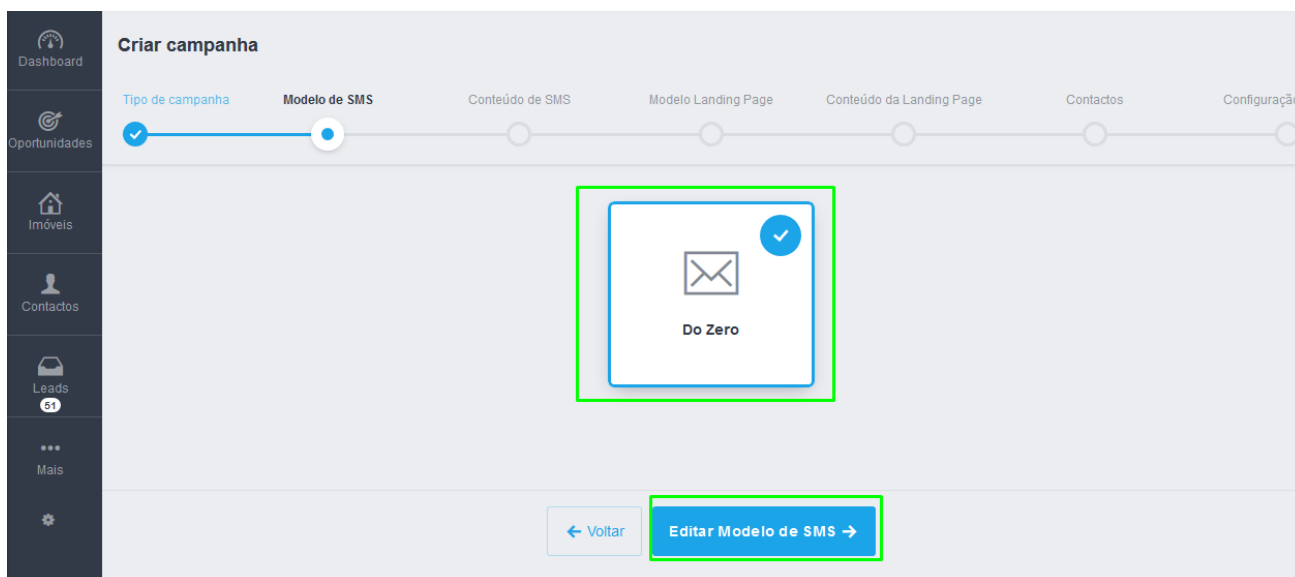 Dashboard
Oportunidades
Imóveis
Contactos
Leads
51
Mais
Criar campanha
Tipo de campanha
Modelo de SMS
Conteúdo de SMS
Modelo Landing Page
Conteúdo da Landing Page
Contactos
Configuraçã
Do Zero
Voltar
Editar Modelo de SMS